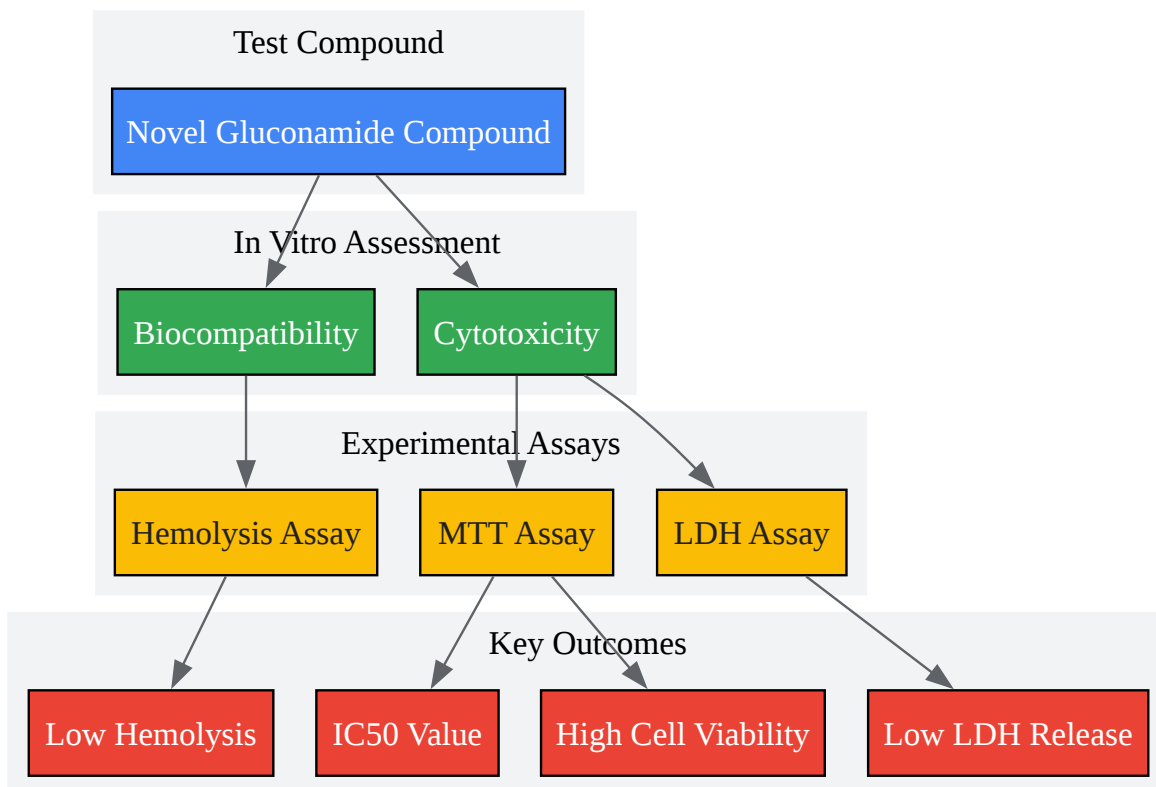 Test Compound
Novel Gluconamide Compound
In Vitro Assessment
Biocompatibility
Cytotoxicity
Experimental Assays
Hemolysis Assay
MTT Assay
LDH Assay
Key Outcomes
Low Hemolysis
IC50 Value
High Cell Viability
Low LDH Release